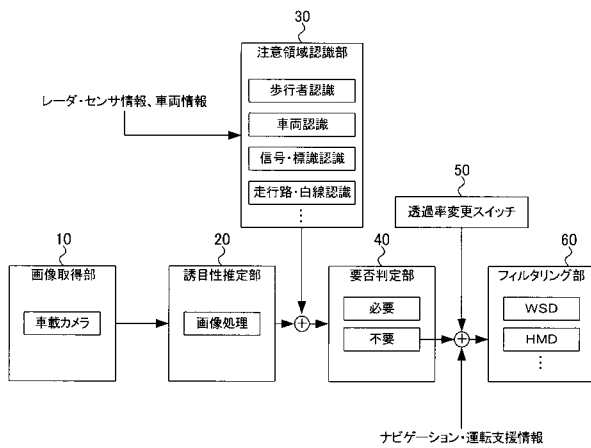 30
注意領域認識部
歩行者認識
車両認識
信号・標識認識
走行路・白線認識
⋮
レーダ・センサ情報、車両情報
50
透過率変更スイッチ
10
画像取得部
車載カメラ
20
誘目性推定部
画像処理
40
要否判定部
必要
不要
60
フィルタリング部
WSD
HMD
⋮
ナビゲーション・運転支援情報